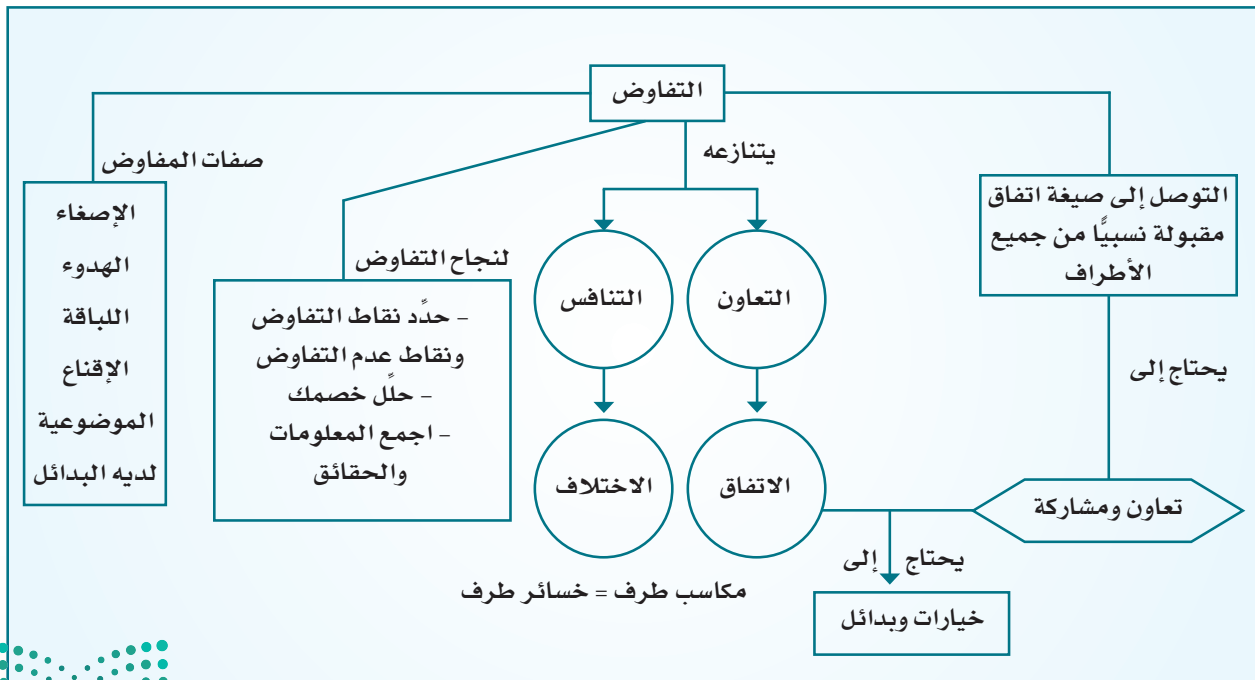 التفاوض
التوصل إلى صيغة اتفاق
مقبولة نسبيًّا من جميع
الأطراف
يحتاج إلى
تعاون ومشاركة
يتنازعه
التعاون
التنافس
الاتفاق
الاختلاف
يحتاج إلى
خيارات وبدائل
مكاسب طرف = خسائر طرف
لنجاح التفاوض
– حدِّد نقاط التفاوض
ونقاط عدم التفاوض
– حلِّل خصمك
– اجمع المعلومات
والحقائق
صفات المفاوض
الإصغاء
الهدوء
اللباقة
الإقناع
الموضوعية
لديه البدائل